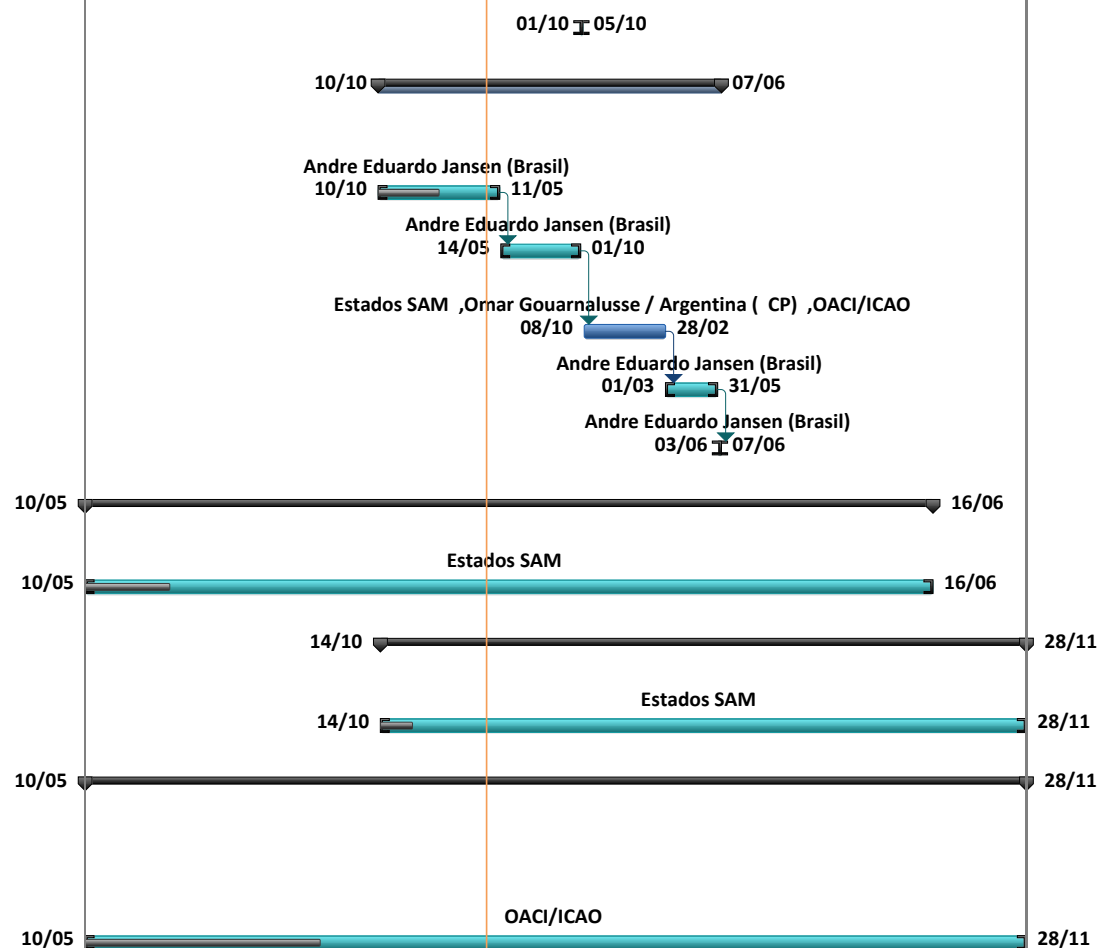 01/10 05/10
10/10 07/06
Andre Eduardo Jansen (Brasil)
10/10 11/05
Andre Eduardo Jansen (Brasil)
14/05 01/10
Estados SAM ,Omar Gouarnalusse / Argentina ( CP) ,OACI/ICAO
08/10 28/02
Andre Eduardo Jansen (Brasil)
01/03 31/05
Andre Eduardo Jansen (Brasil)
03/06 07/06
10/05 16/06
Estados SAM
10/05 16/06
14/10 28/11
Estados SAM
14/10 28/11
10/05 28/11
OACI/ICAO
10/05 28/11